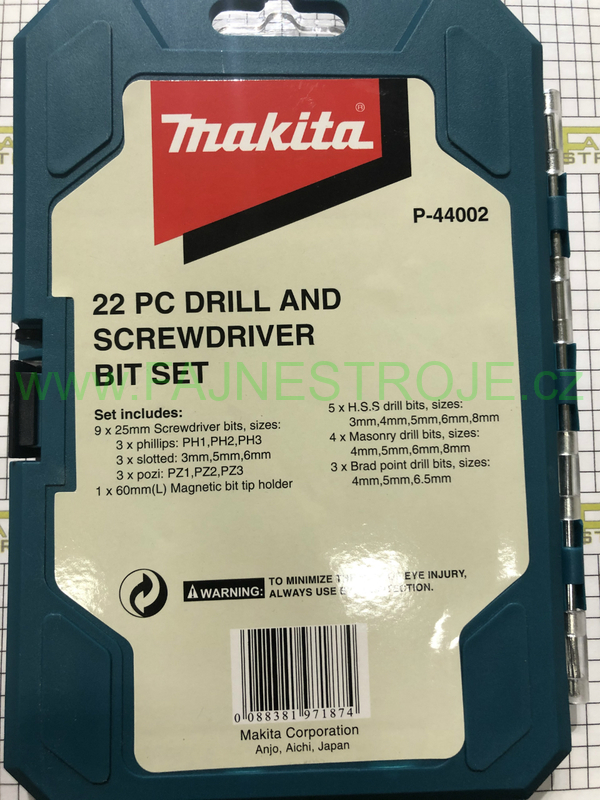 makita®
P-44002
22 PC DRILL AND
SCREWDRIVER
BIT SET
www.FAJNESTROJE.cz
Set includes:
9 x 25mm Screwdriver bits, sizes:
3 x phillips: PH1,PH2,PH3
3 x slotted: 3mm,5mm,6mm
3 x pozi: PZ1,PZ2,PZ3
1 x 60mm(L) Magnetic bit tip holder
5 x H.S.S drill bits, sizes:
3mm,4mm,5mm,6mm,8mm
4 x Masonry drill bits, sizes:
4mm,5mm,6mm,8mm
3 x Brad point drill bits, sizes:
4mm,5mm,6.5mm
WARNING:
TO MINIMIZE EYE INJURY,
ALWAYS USE
0 088381 971874
Makita Corporation
Anjo, Aichi, Japan